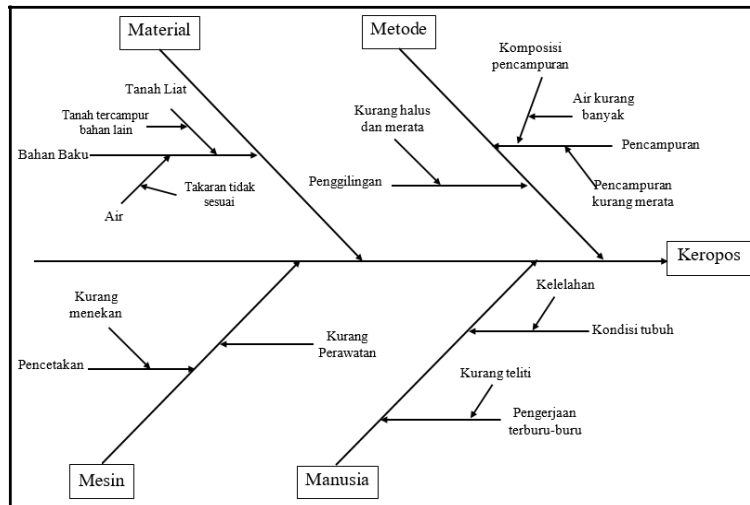 Material
Metode
Komposisi
pencampuran
Tanah Liat
Kurang halus
dan merata
Air kurang
banyak
Tanah tercampur
bahan lain
Bahan Baku
Pencampuran
Penggilingan
Pencampuran
kurang merata
Takaran tidak
sesuai
Air
Keropos
Kelelahan
Kurang
menekan
Kondisi tubuh
Kurang
Perawatan
Pencetakan
Kurang teliti
Pengerjaan
terburu-buru
Mesin
Manusia